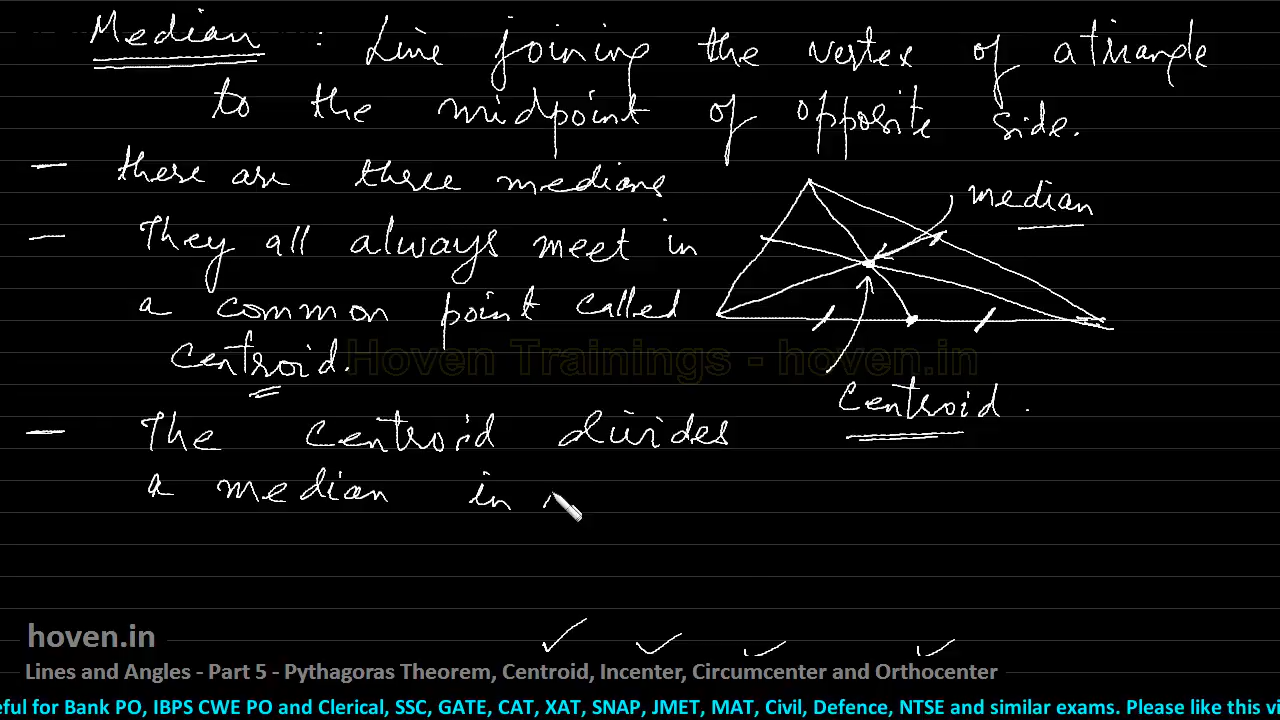 Median : Line joining the vertex of a triangle
to the midpoint of opposite side.
- there are three medians
- They all always meet in
a common point called
centroid.
median
centroid.
Hoven Trainings - hoven.in
- The centroid divides
a median in
hoven.in
Lines and Angles - Part 5 - Pythagoras Theorem, Centroid, Incenter, Circumcenter and Orthocenter
eful for Bank PO, IBPS CWE PO and Clerical, SSC, GATE, CAT, XAT, SNAP, JMET, MAT, Civil, Defence, NTSE and similar exams. Please like this vi